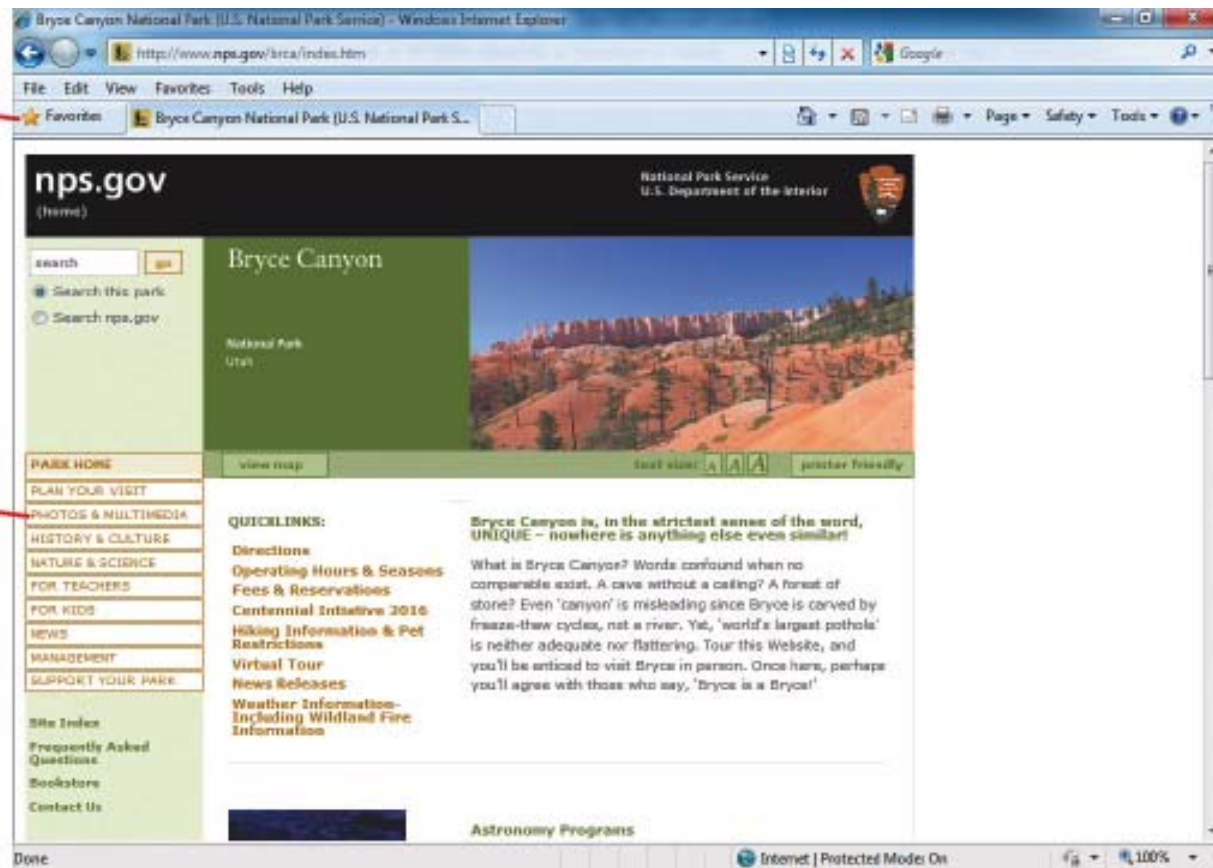 Bryce Canyon National Park (U.S. National Park Service) - Windows Internet Explorer
http://www.nps.gov/brca/index.htm
Google
File Edit View Favorites Tools Help
Favorites
Bryce Canyon National Park (U.S. National Park S...
Page Safety Tools
nps.gov
(home)
National Park Service
U.S. Department of the Interior
search go
Search this park
Search nps.gov
Bryce Canyon
National Park
Utah
view map
text size: A A A
printer friendly
PARK HOME
PLAN YOUR VISIT
PHOTOS & MULTIMEDIA
HISTORY & CULTURE
NATURE & SCIENCE
FOR TEACHERS
FOR KIDS
NEWS
MANAGEMENT
SUPPORT YOUR PARK
Site Index
Frequently Asked
Questions
Bookstore
Contact Us
QUICKLINKS:
Directions
Operating Hours & Seasons
Fees & Reservations
Centennial Initiative 2016
Hiking Information & Pet
Restrictions
Virtual Tour
News Releases
Weather Information-
Including Wildland Fire
Information
Bryce Canyon is, in the strictest sense of the word,
UNIQUE – nowhere is anything else even similar!
What is Bryce Canyon? Words confound when no
comparable exist. A cave without a ceiling? A forest of
stone? Even 'canyon' is misleading since Bryce is carved by
freeze-thaw cycles, not a river. Yet, 'world's largest pothole'
is neither adequate nor flattering. Tour this Website, and
you'll be enticed to visit Bryce in person. Once here, perhaps
you'll agree with those who say, 'Bryce is a Bryce!'
Astronomy Programs
Done
Internet | Protected Mode: On
100%